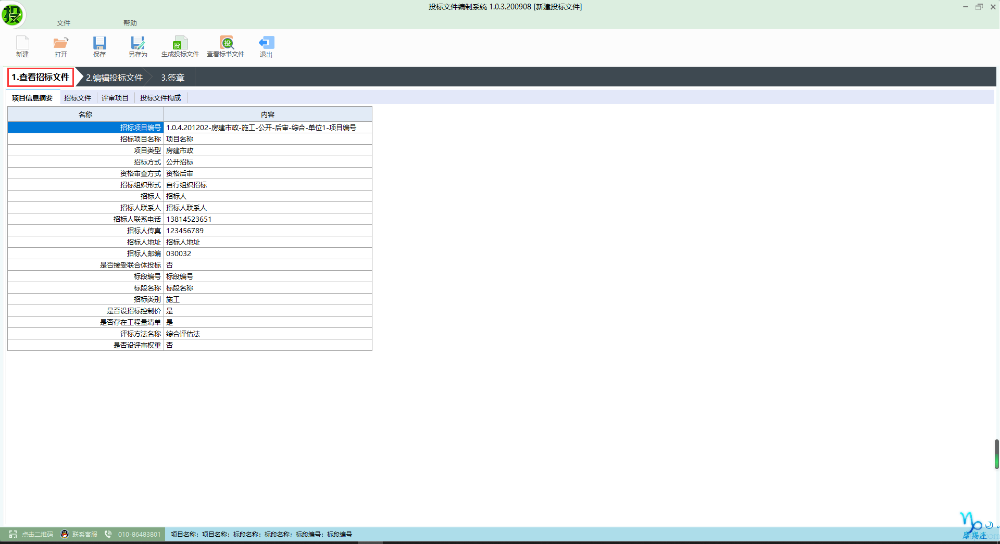 投标文件编制系统 1.0.3.200908 [新建投标文件]
投
文件 帮助
新建 打开 保存 另存为 投 生成投标文件 投 查看标书文件 退出
1.查看招标文件 2.编辑投标文件 3.签章
项目信息摘要 招标文件 评审项目 投标文件构成
名称 内容
招标项目编号 1.0.4.201202-房建市政-施工-公开-后审-综合-单位1-项目编号
招标项目名称 项目名称
项目类型 房建市政
招标方式 公开招标
资格审查方式 资格后审
招标组织形式 自行组织招标
招标人 招标人
招标人联系人 招标人联系人
招标人联系电话 13814523651
招标人传真 123456789
招标人地址 招标人地址
招标人邮编 030032
是否接受联合体投标 否
标段编号 标段编号
标段名称 标段名称
招标类别 施工
是否设招标控制价 是
是否存在工程量清单 是
评标方法名称 综合评估法
是否设评审权重 否
点击二维码 联系客服 010-86483801 项目名称：项目名称；标段名称：标段名称；标段编号：标段编号
摩羯座